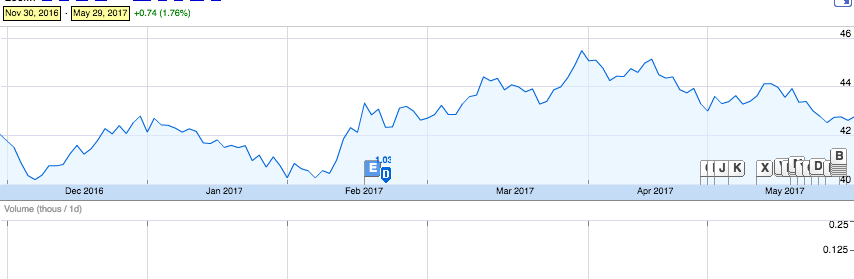 Nov 30, 2016 - May 29, 2017 +0.74 (1.76%)
46
44
42
1.03
E
D
J K X D B
40
Dec 2016 Jan 2017 Feb 2017 Mar 2017 Apr 2017 May 2017
Volume (thous / 1d)
0.25
0.125